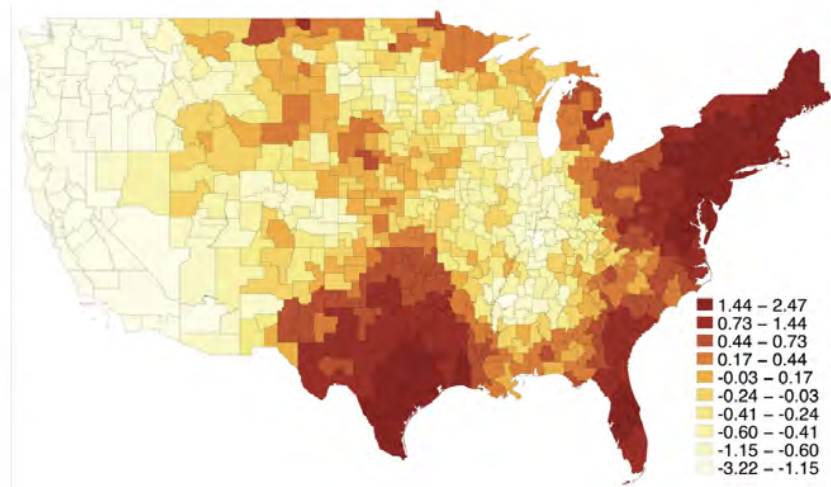 1.44 – 2.47
0.73 – 1.44
0.44 – 0.73
0.17 – 0.44
-0.03 – 0.17
-0.24 – -0.03
-0.41 – -0.24
-0.60 – -0.41
-1.15 – -0.60
-3.22 – -1.15